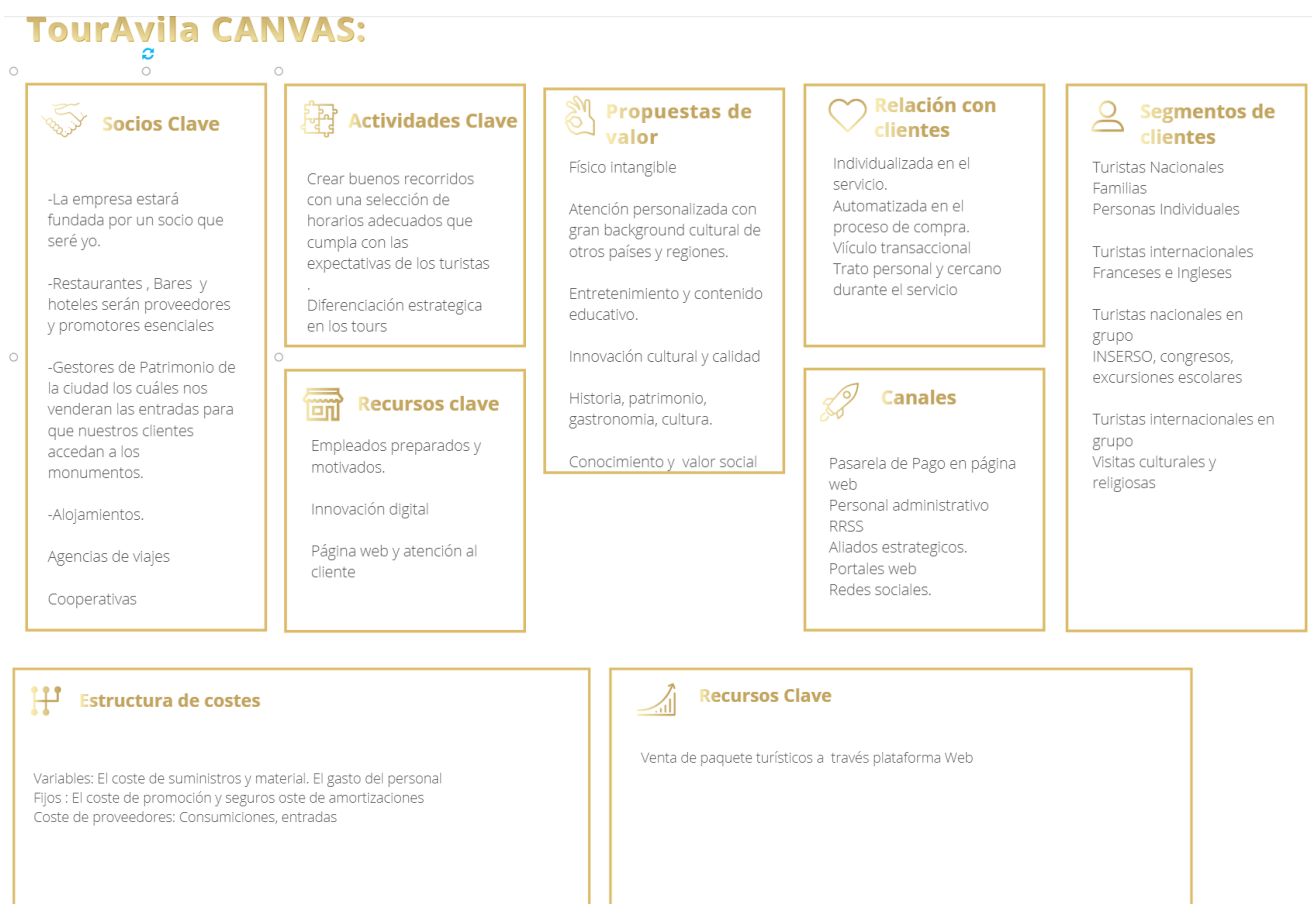 TourAvila CANVAS:
Socios Clave
-La empresa estará
fundada por un socio que
seré yo.
-Restaurantes , Bares y
hoteles serán proveedores
y promotores esenciales
-Gestores de Patrimonio de
la ciudad los cuáles nos
venderan las entradas para
que nuestros clientes
accedan a los
monumentos.
-Alojamientos.
Agencias de viajes
Cooperativas
Actividades Clave
Crear buenos recorridos
con una selección de
horarios adecuados que
cumpla con las
expectativas de los turistas
.
Diferenciación estrategica
en los tours
Recursos clave
Empleados preparados y
motivados.
Innovación digital
Página web y atención al
cliente
Propuestas de
valor
Físico intangible
Atención personalizada con
gran background cultural de
otros países y regiones.
Entretenimiento y contenido
educativo.
Innovación cultural y calidad
Historia, patrimonio,
gastronomia, cultura.
Conocimiento y valor social
Relación con
clientes
Individualizada en el
servicio.
Automatizada en el
proceso de compra.
Viículo transaccional
Trato personal y cercano
durante el servicio
Canales
Pasarela de Pago en página
web
Personal administrativo
RRSS
Aliados estrategicos.
Portales web
Redes sociales.
Segmentos de
clientes
Turistas Nacionales
Familias
Personas Individuales
Turistas internacionales
Franceses e Ingleses
Turistas nacionales en
grupo
INSERSO, congresos,
excursiones escolares
Turistas internacionales en
grupo
Visitas culturales y
religiosas
Estructura de costes
Variables: El coste de suministros y material. El gasto del personal
Fijos : El coste de promoción y seguros oste de amortizaciones
Coste de proveedores: Consumiciones, entradas
Recursos Clave
Venta de paquete turísticos a través plataforma Web